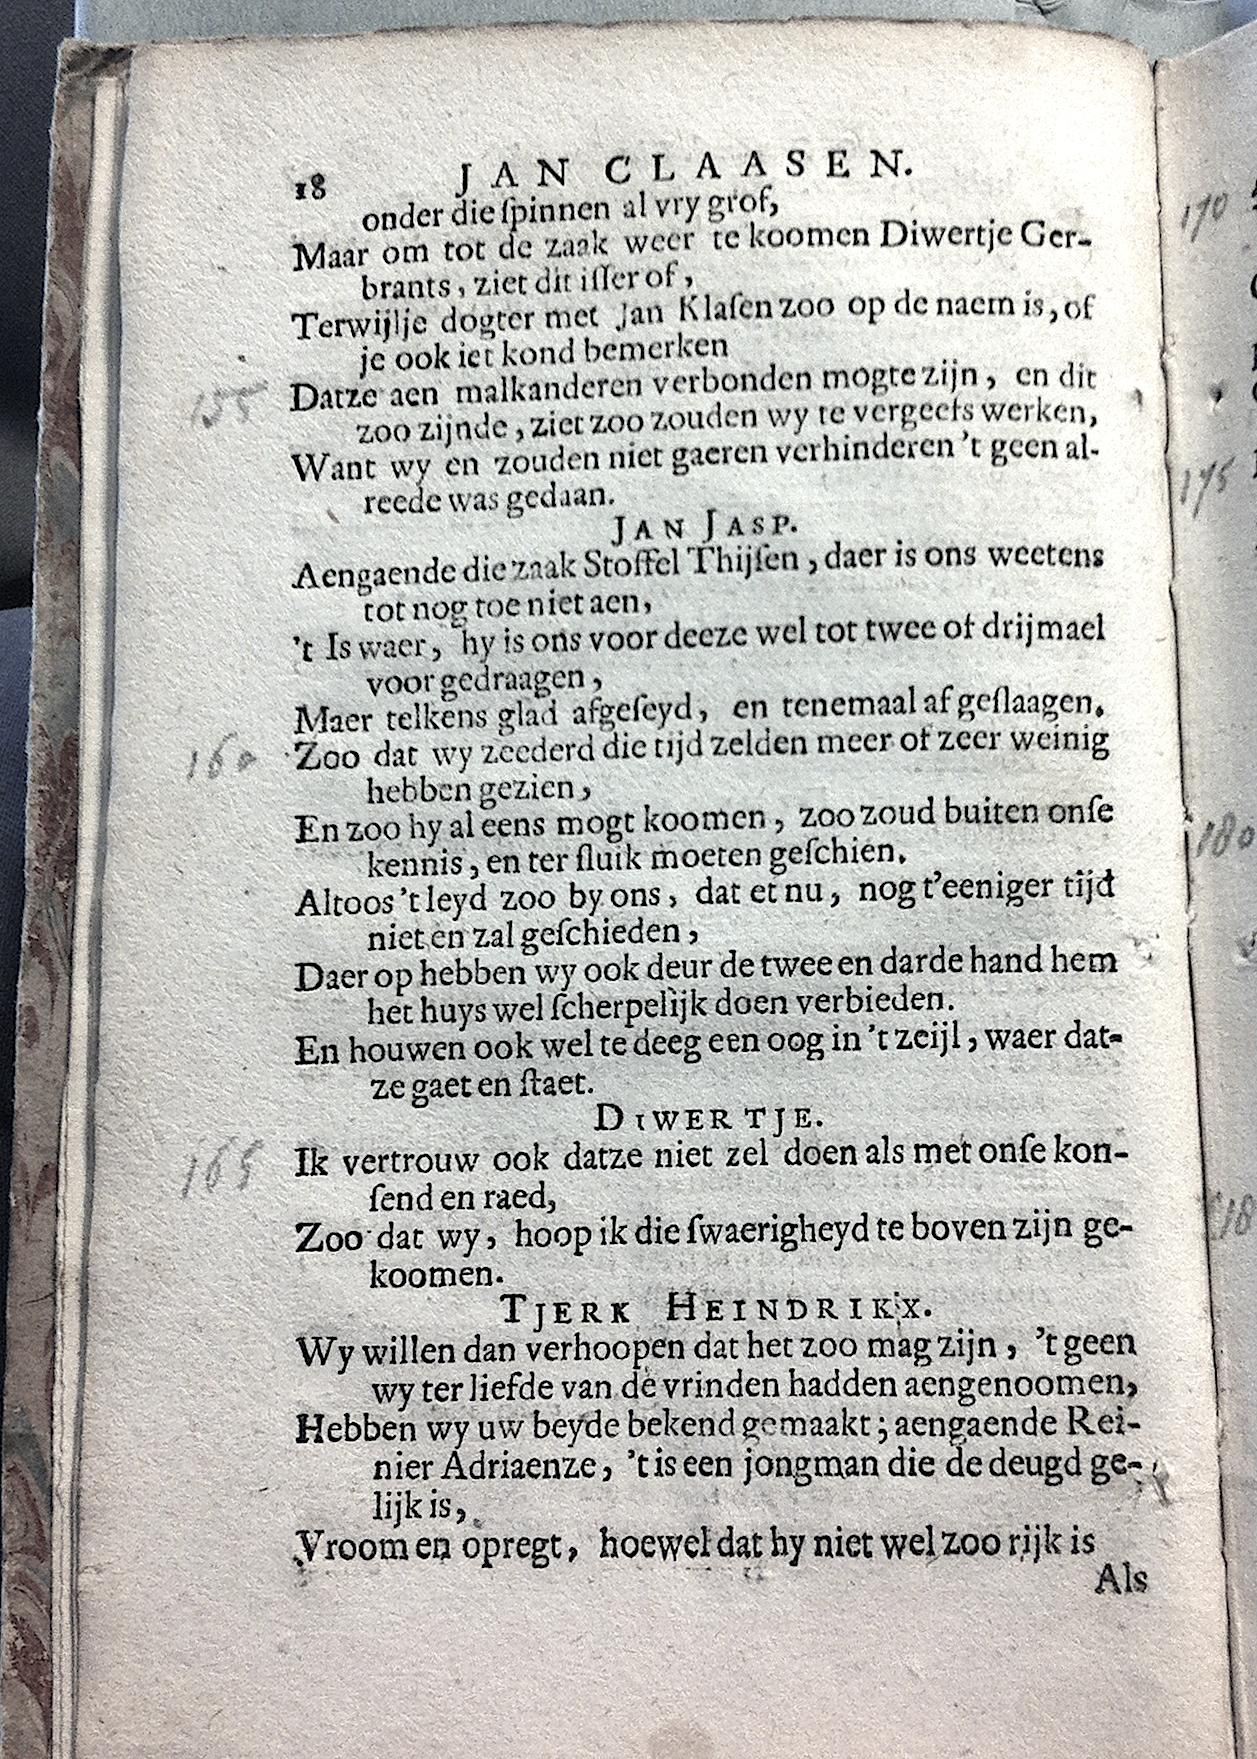 18 JAN CLAASEN.
onder die ſpinnen al vry grof,
Maar om tot de zaak weer te koomen Diwertje Ger-
brants, ziet dit iſſer of,
Terwijlje dogter met Jan Klaſen zoo op de naem is, of
je ook iet kond bemerken
155 Datze aen malkanderen verbonden mogte zijn, en dit
zoo zijnde, ziet zoo zouden wy te vergeefs werken,
Want wy en zouden niet gaeren verhinderen 't geen al-
reede was gedaan.
JAN JASP.
Aengaende die zaak Stoffel Thijſen, daer is ons weetens
tot nog toe niet aen,
't Is waer, hy is ons voor deeze wel tot twee of drijmael
voor gedraagen,
Maer telkens glad afgeſeyd, en tenemaal af geſlaagen.
160 Zoo dat wy zeederd die tijd zelden meer of zeer weinig
hebben gezien,
En zoo hy al eens mogt koomen, zoo zoud buiten onſe
kennis, en ter ſluik moeten geſchien.
Altoos 't leyd zoo by ons, dat et nu, nog t'eeniger tijd
niet en zal geſchieden,
Daer op hebben wy ook deur de twee en darde hand hem
het huys wel ſcherpelijk doen verbieden.
En houwen ook wel te deeg een oog in 't zeijl, waer dat-
ze gaet en ſtaet.
DIWERTJE.
165 Ik vertrouw ook datze niet zel doen als met onſe kon-
ſend en raed,
Zoo dat wy, hoop ik die ſwaerigheyd te boven zijn ge-
koomen.
TJERK HEINDRIKX.
Wy willen dan verhoopen dat het zoo mag zijn, 't geen
wy ter liefde van de vrinden hadden aengenoomen,
Hebben wy uw beyde bekend gemaakt; aengaende Rei-
nier Adriaenze, 't is een jongman die de deugd ge-
lijk is,
Vroom en opregt, hoewel dat hy niet wel zoo rijk is
Als
170
175
180
18